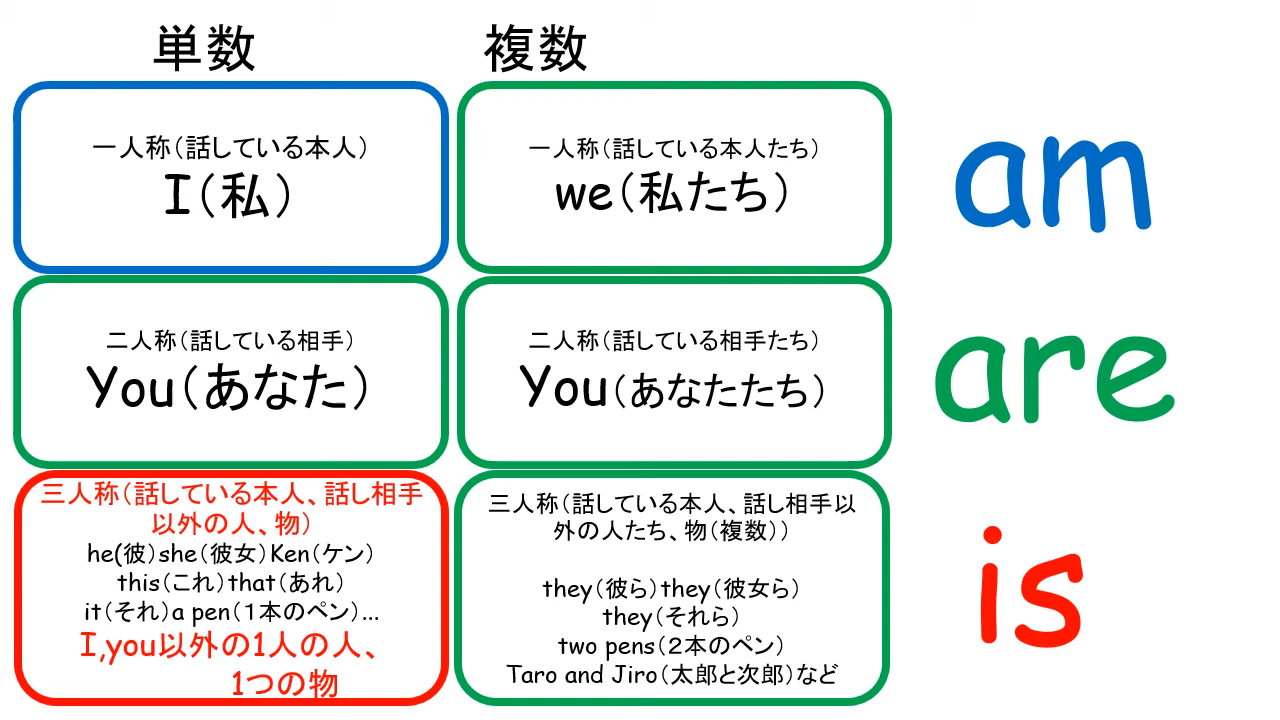 単数
複数
一人称（話している本人）
I（私）
一人称（話している本人たち）
we（私たち）
am
二人称（話している相手）
You（あなた）
二人称（話している相手たち）
You（あなたたち）
are
三人称（話している本人、話し相手
以外の人、物）
he(彼）she（彼女）Ken（ケン）
this（これ）that（あれ）
it（それ）a pen（１本のペン）...
I,you以外の1人の人、
1つの物
三人称（話している本人、話し相手以
外の人たち、物（複数））
they（彼ら）they（彼女ら）
they（それら）
two pens（２本のペン）
Taro and Jiro（太郎と次郎）など
is